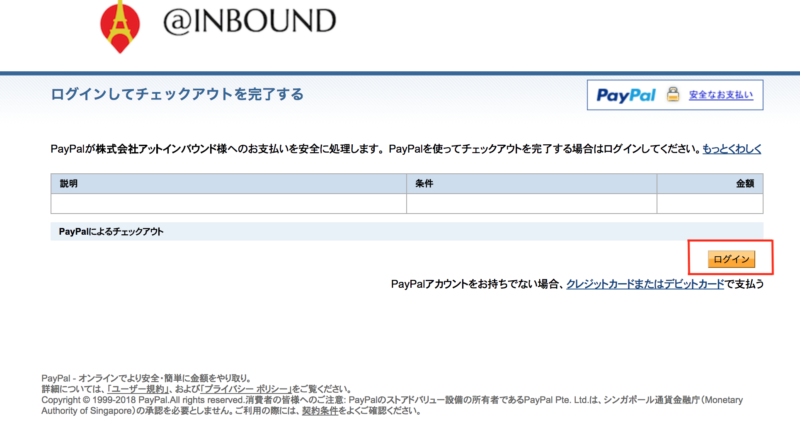 @INBOUND
ログインしてチェックアウトを完了する
PayPal 安全なお支払い
PayPalが株式会社アットインバウンド様へのお支払いを安全に処理します。 PayPalを使ってチェックアウトを完了する場合はログインしてください。もっとくわしく
説明 条件 金額
PayPalによるチェックアウト
ログイン
PayPalアカウントをお持ちでない場合、クレジットカードまたはデビットカードで支払う
PayPal - オンラインでより安全・簡単に金額をやり取り。
詳細については、「ユーザー規約」、および「プライバシー ポリシー」をご覧ください。
Copyright © 1999-2018 PayPal.All rights reserved.消費者の皆様へのご注意: PayPalのストアドバリュー設備の所有者であるPayPal Pte. Ltd.は、シンガポール通貨金融庁（Monetary
Authority of Singapore）の承認を必要としません。ご利用の際には、契約条件をよくご確認ください。